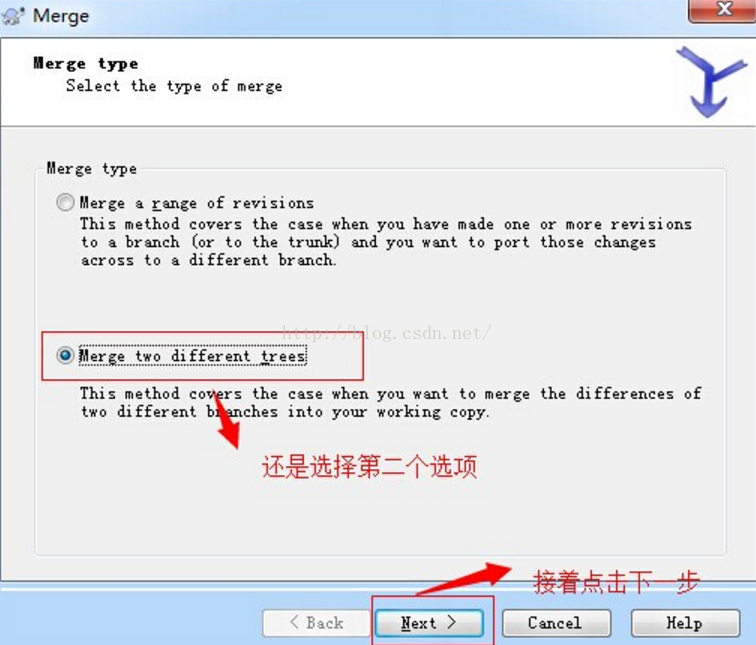 Merge
Merge type
Select the type of merge
Merge type
Merge a range of revisions
This method covers the case when you have made one or more revisions
to a branch (or to the trunk) and you want to port those changes
across to a different branch.
http://blog.csdn.net/
Merge two different trees
This method covers the case when you want to merge the differences of
two different branches into your working copy.
还是选择第二个选项
接着点击下一步
< Back
Next >
Cancel
Help